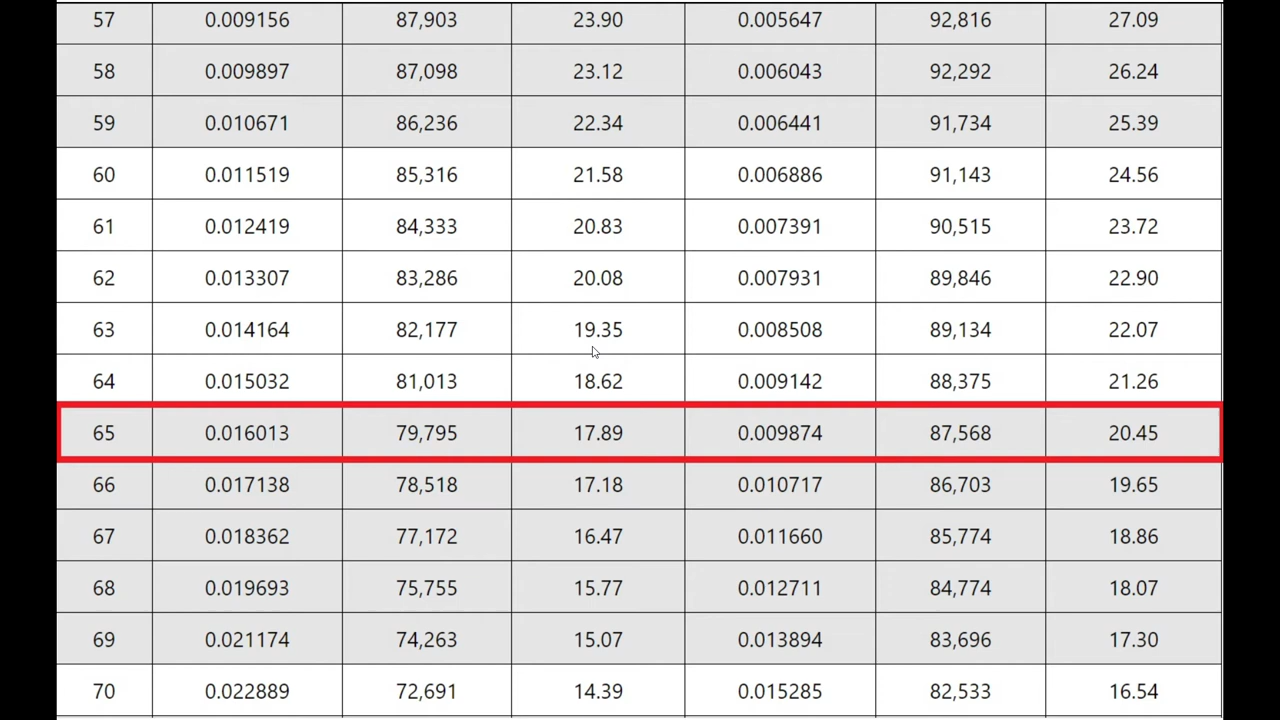 57 0.009156 87,903 23.90 0.005647 92,816 27.09
58 0.009897 87,098 23.12 0.006043 92,292 26.24
59 0.010671 86,236 22.34 0.006441 91,734 25.39
60 0.011519 85,316 21.58 0.006886 91,143 24.56
61 0.012419 84,333 20.83 0.007391 90,515 23.72
62 0.013307 83,286 20.08 0.007931 89,846 22.90
63 0.014164 82,177 19.35 0.008508 89,134 22.07
64 0.015032 81,013 18.62 0.009142 88,375 21.26
65 0.016013 79,795 17.89 0.009874 87,568 20.45
66 0.017138 78,518 17.18 0.010717 86,703 19.65
67 0.018362 77,172 16.47 0.011660 85,774 18.86
68 0.019693 75,755 15.77 0.012711 84,774 18.07
69 0.021174 74,263 15.07 0.013894 83,696 17.30
70 0.022889 72,691 14.39 0.015285 82,533 16.54